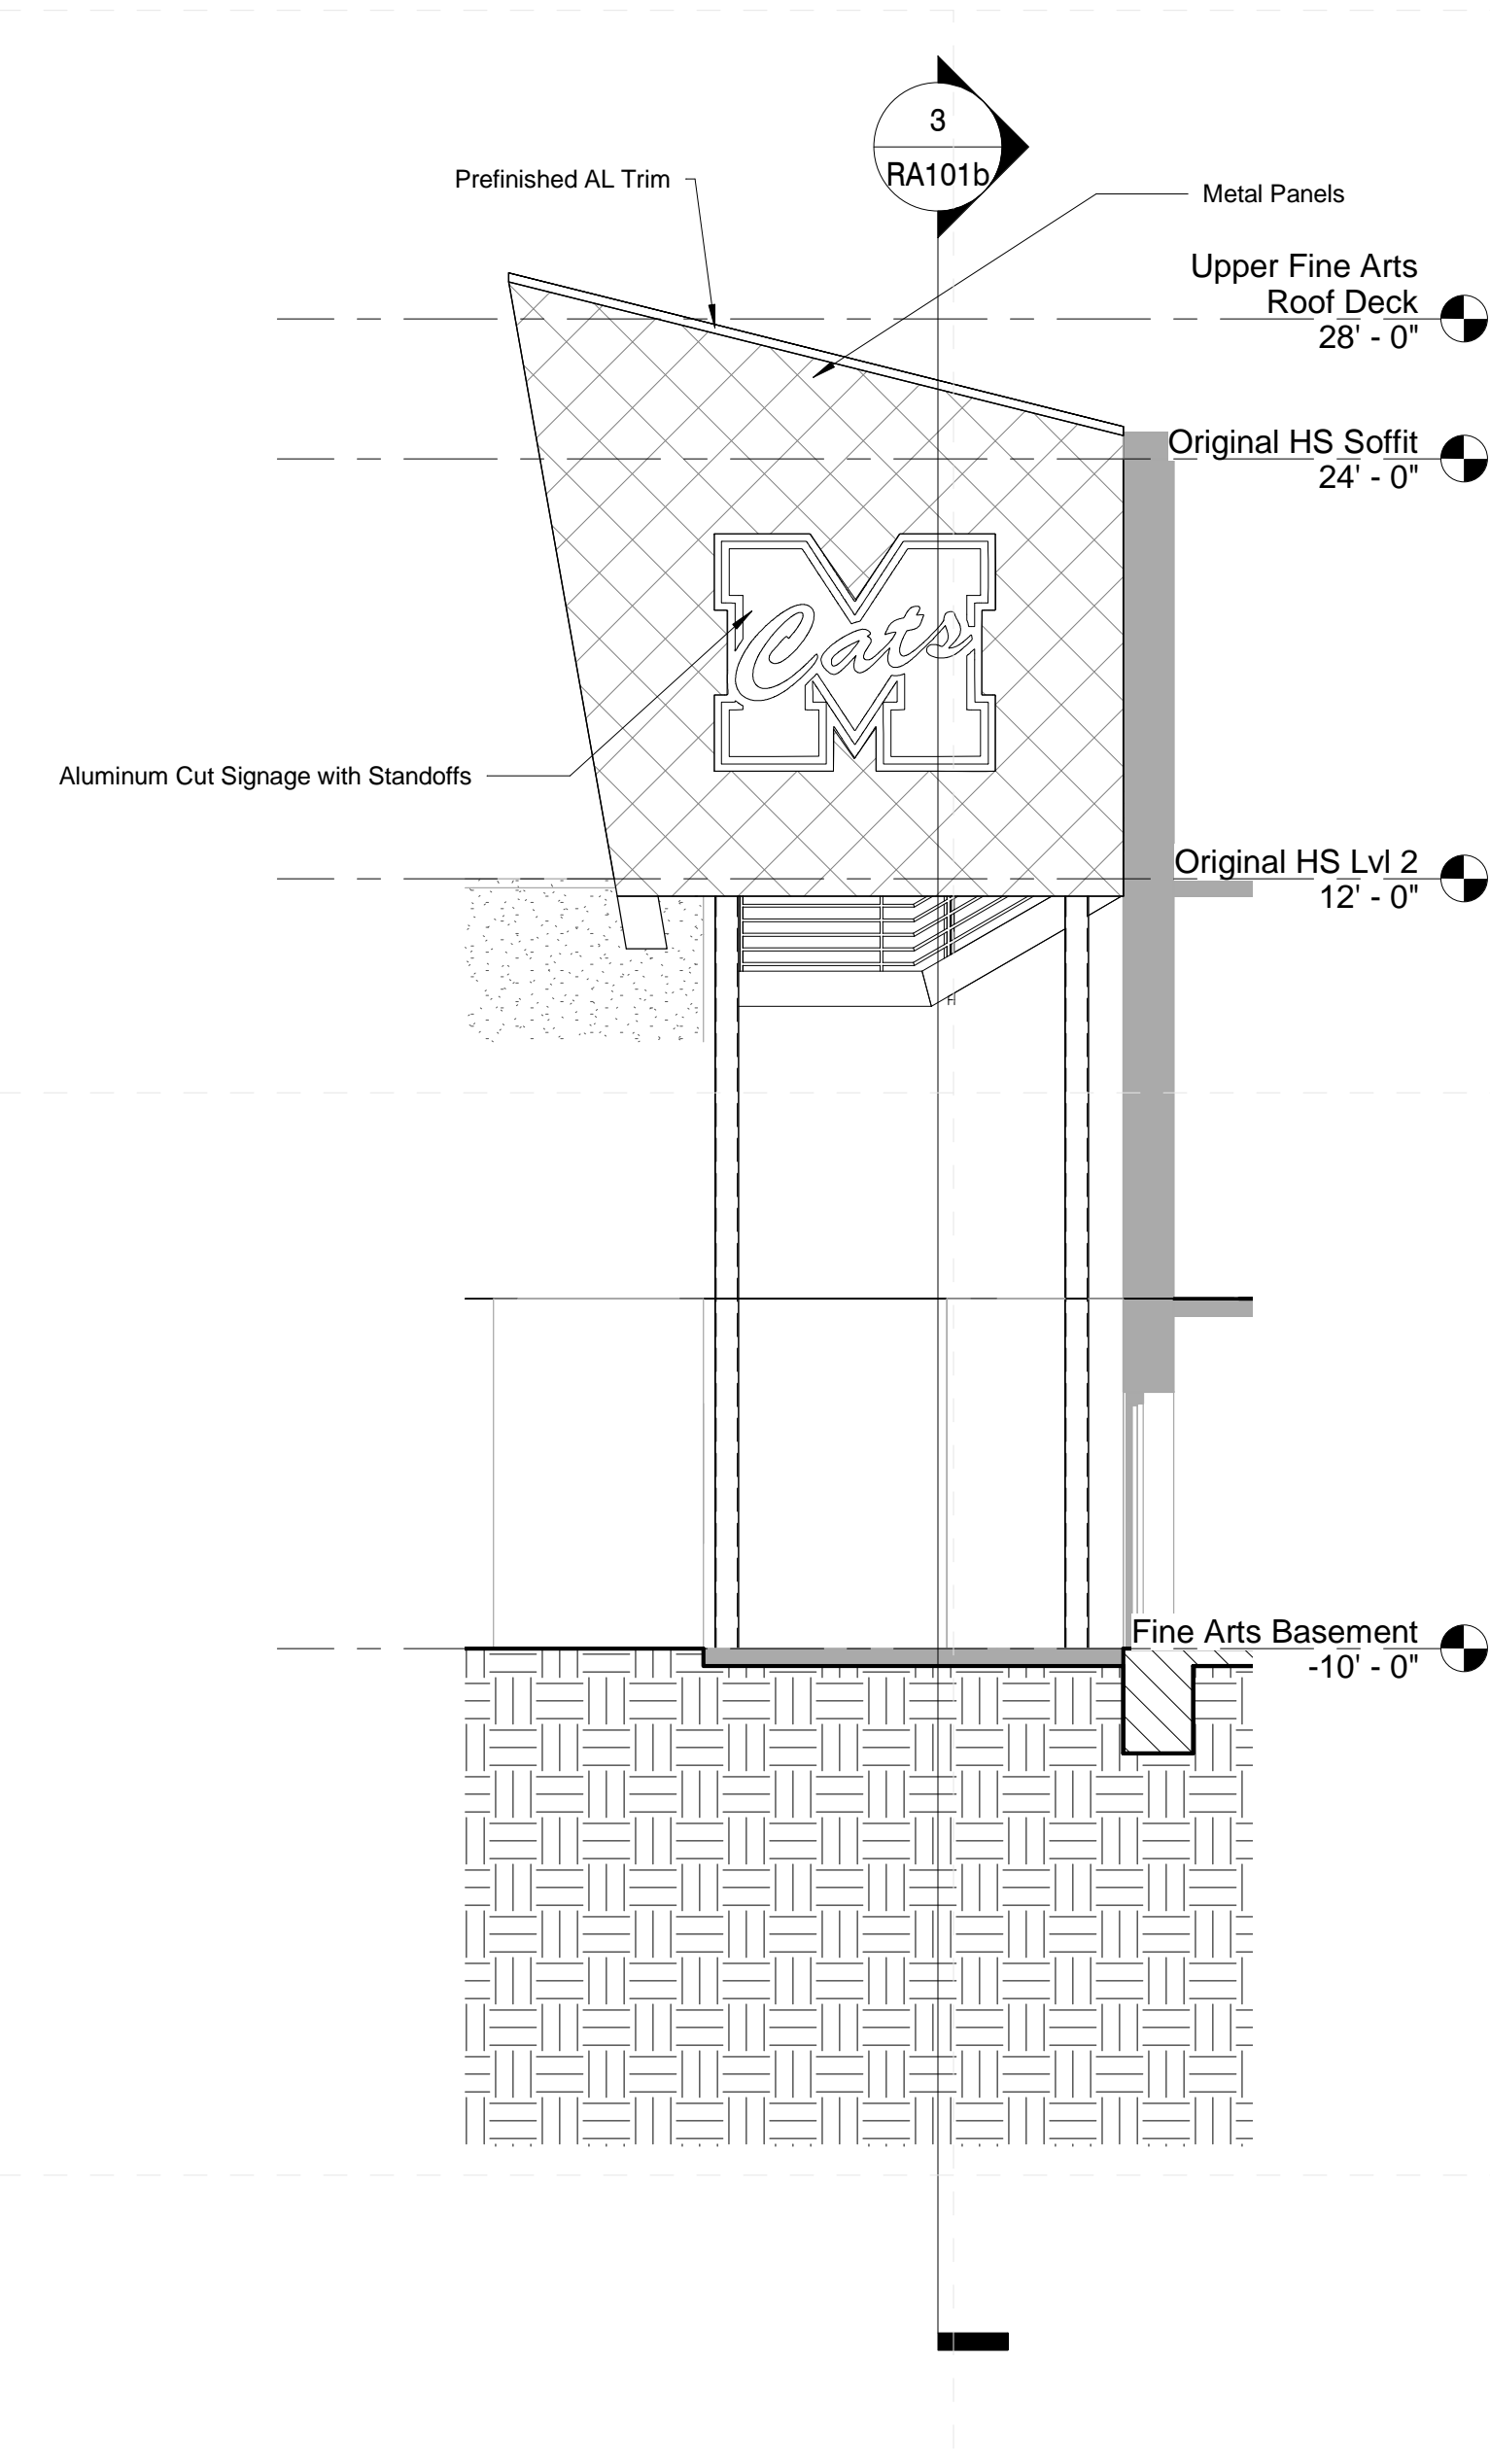 3
RA101b
Prefinished AL Trim
Metal Panels
Upper Fine Arts
Roof Deck
28' - 0"
Original HS Soffit
24' - 0"
M
Cats
Aluminum Cut Signage with Standoffs
Original HS Lvl 2
12' - 0"
Fine Arts Basement
-10' - 0"